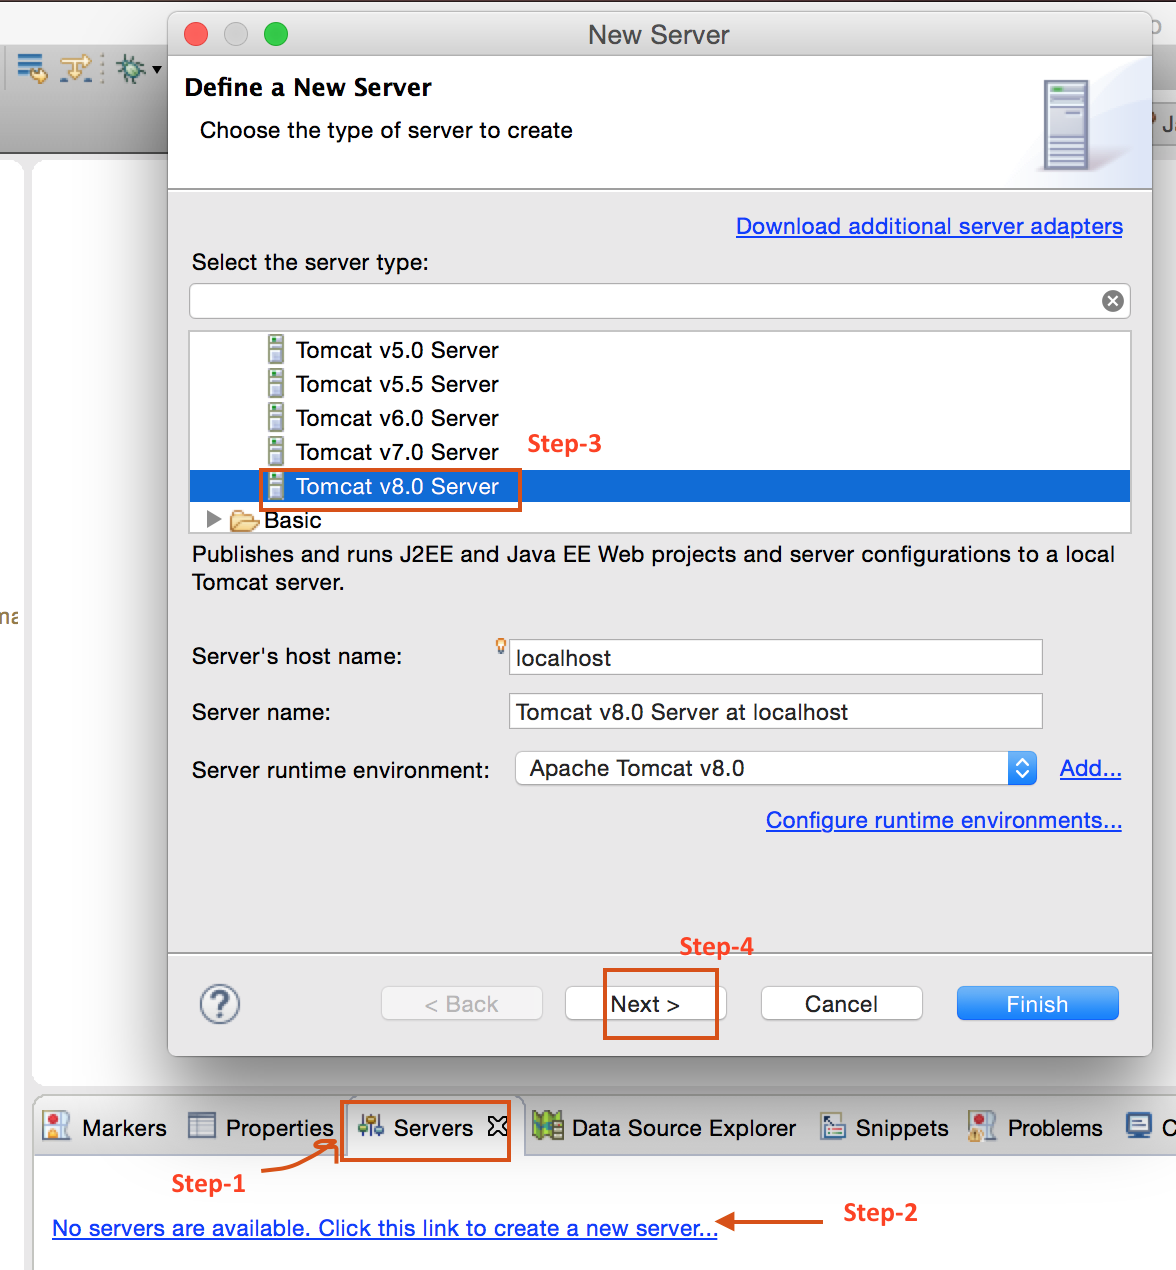 New Server
Define a New Server
Choose the type of server to create
Download additional server adapters
Select the server type:
Tomcat v5.0 Server
Tomcat v5.5 Server
Tomcat v6.0 Server
Tomcat v7.0 Server
Step-3
Tomcat v8.0 Server
Basic
Publishes and runs J2EE and Java EE Web projects and server configurations to a local
Tomcat server.
Server's host name:
localhost
Server name:
Tomcat v8.0 Server at localhost
Server runtime environment:
Apache Tomcat v8.0
Add...
Configure runtime environments...
Step-4
?
< Back
Next >
Cancel
Finish
Markers
Properties
Servers
Data Source Explorer
Snippets
Problems
Step-1
Step-2
No servers are available. Click this link to create a new server...